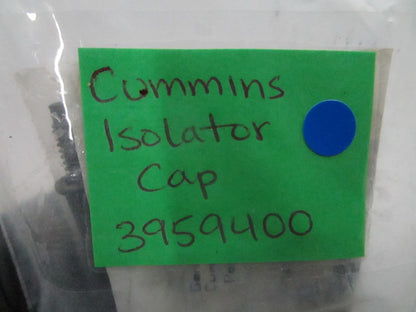 Cummins
Isolator
Cap
3959400